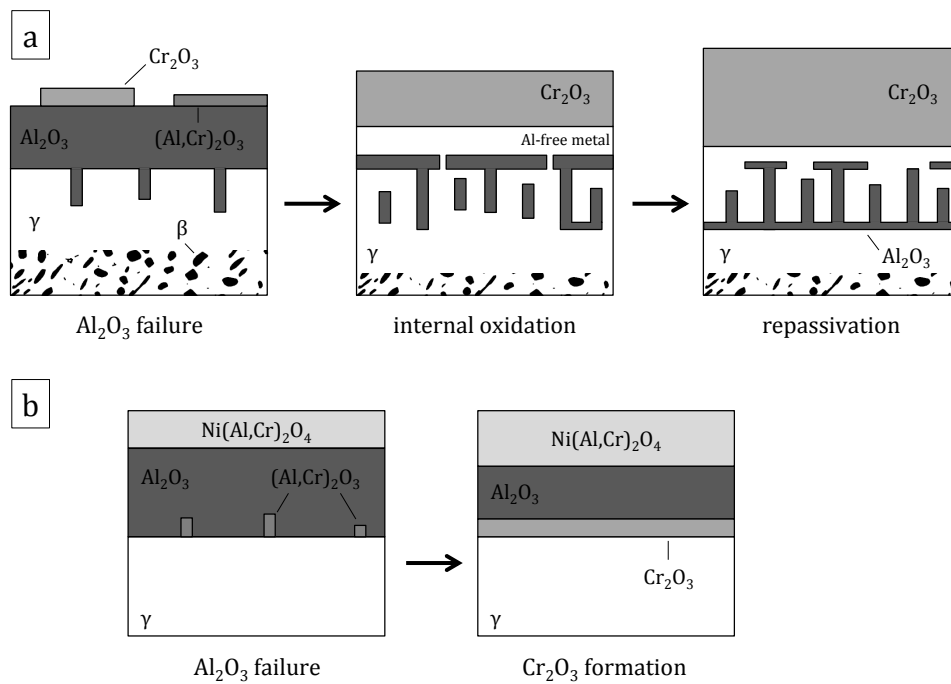 a
Cr₂O₃
Al₂O₃
(Al,Cr)₂O₃
γ
β
Al₂O₃ failure
Cr₂O₃
Al-free metal
γ
internal oxidation
Cr₂O₃
γ
Al₂O₃
repassivation
b
Ni(Al,Cr)₂O₄
Al₂O₃
(Al,Cr)₂O₃
γ
Al₂O₃ failure
Ni(Al,Cr)₂O₄
Al₂O₃
Cr₂O₃
γ
Cr₂O₃ formation